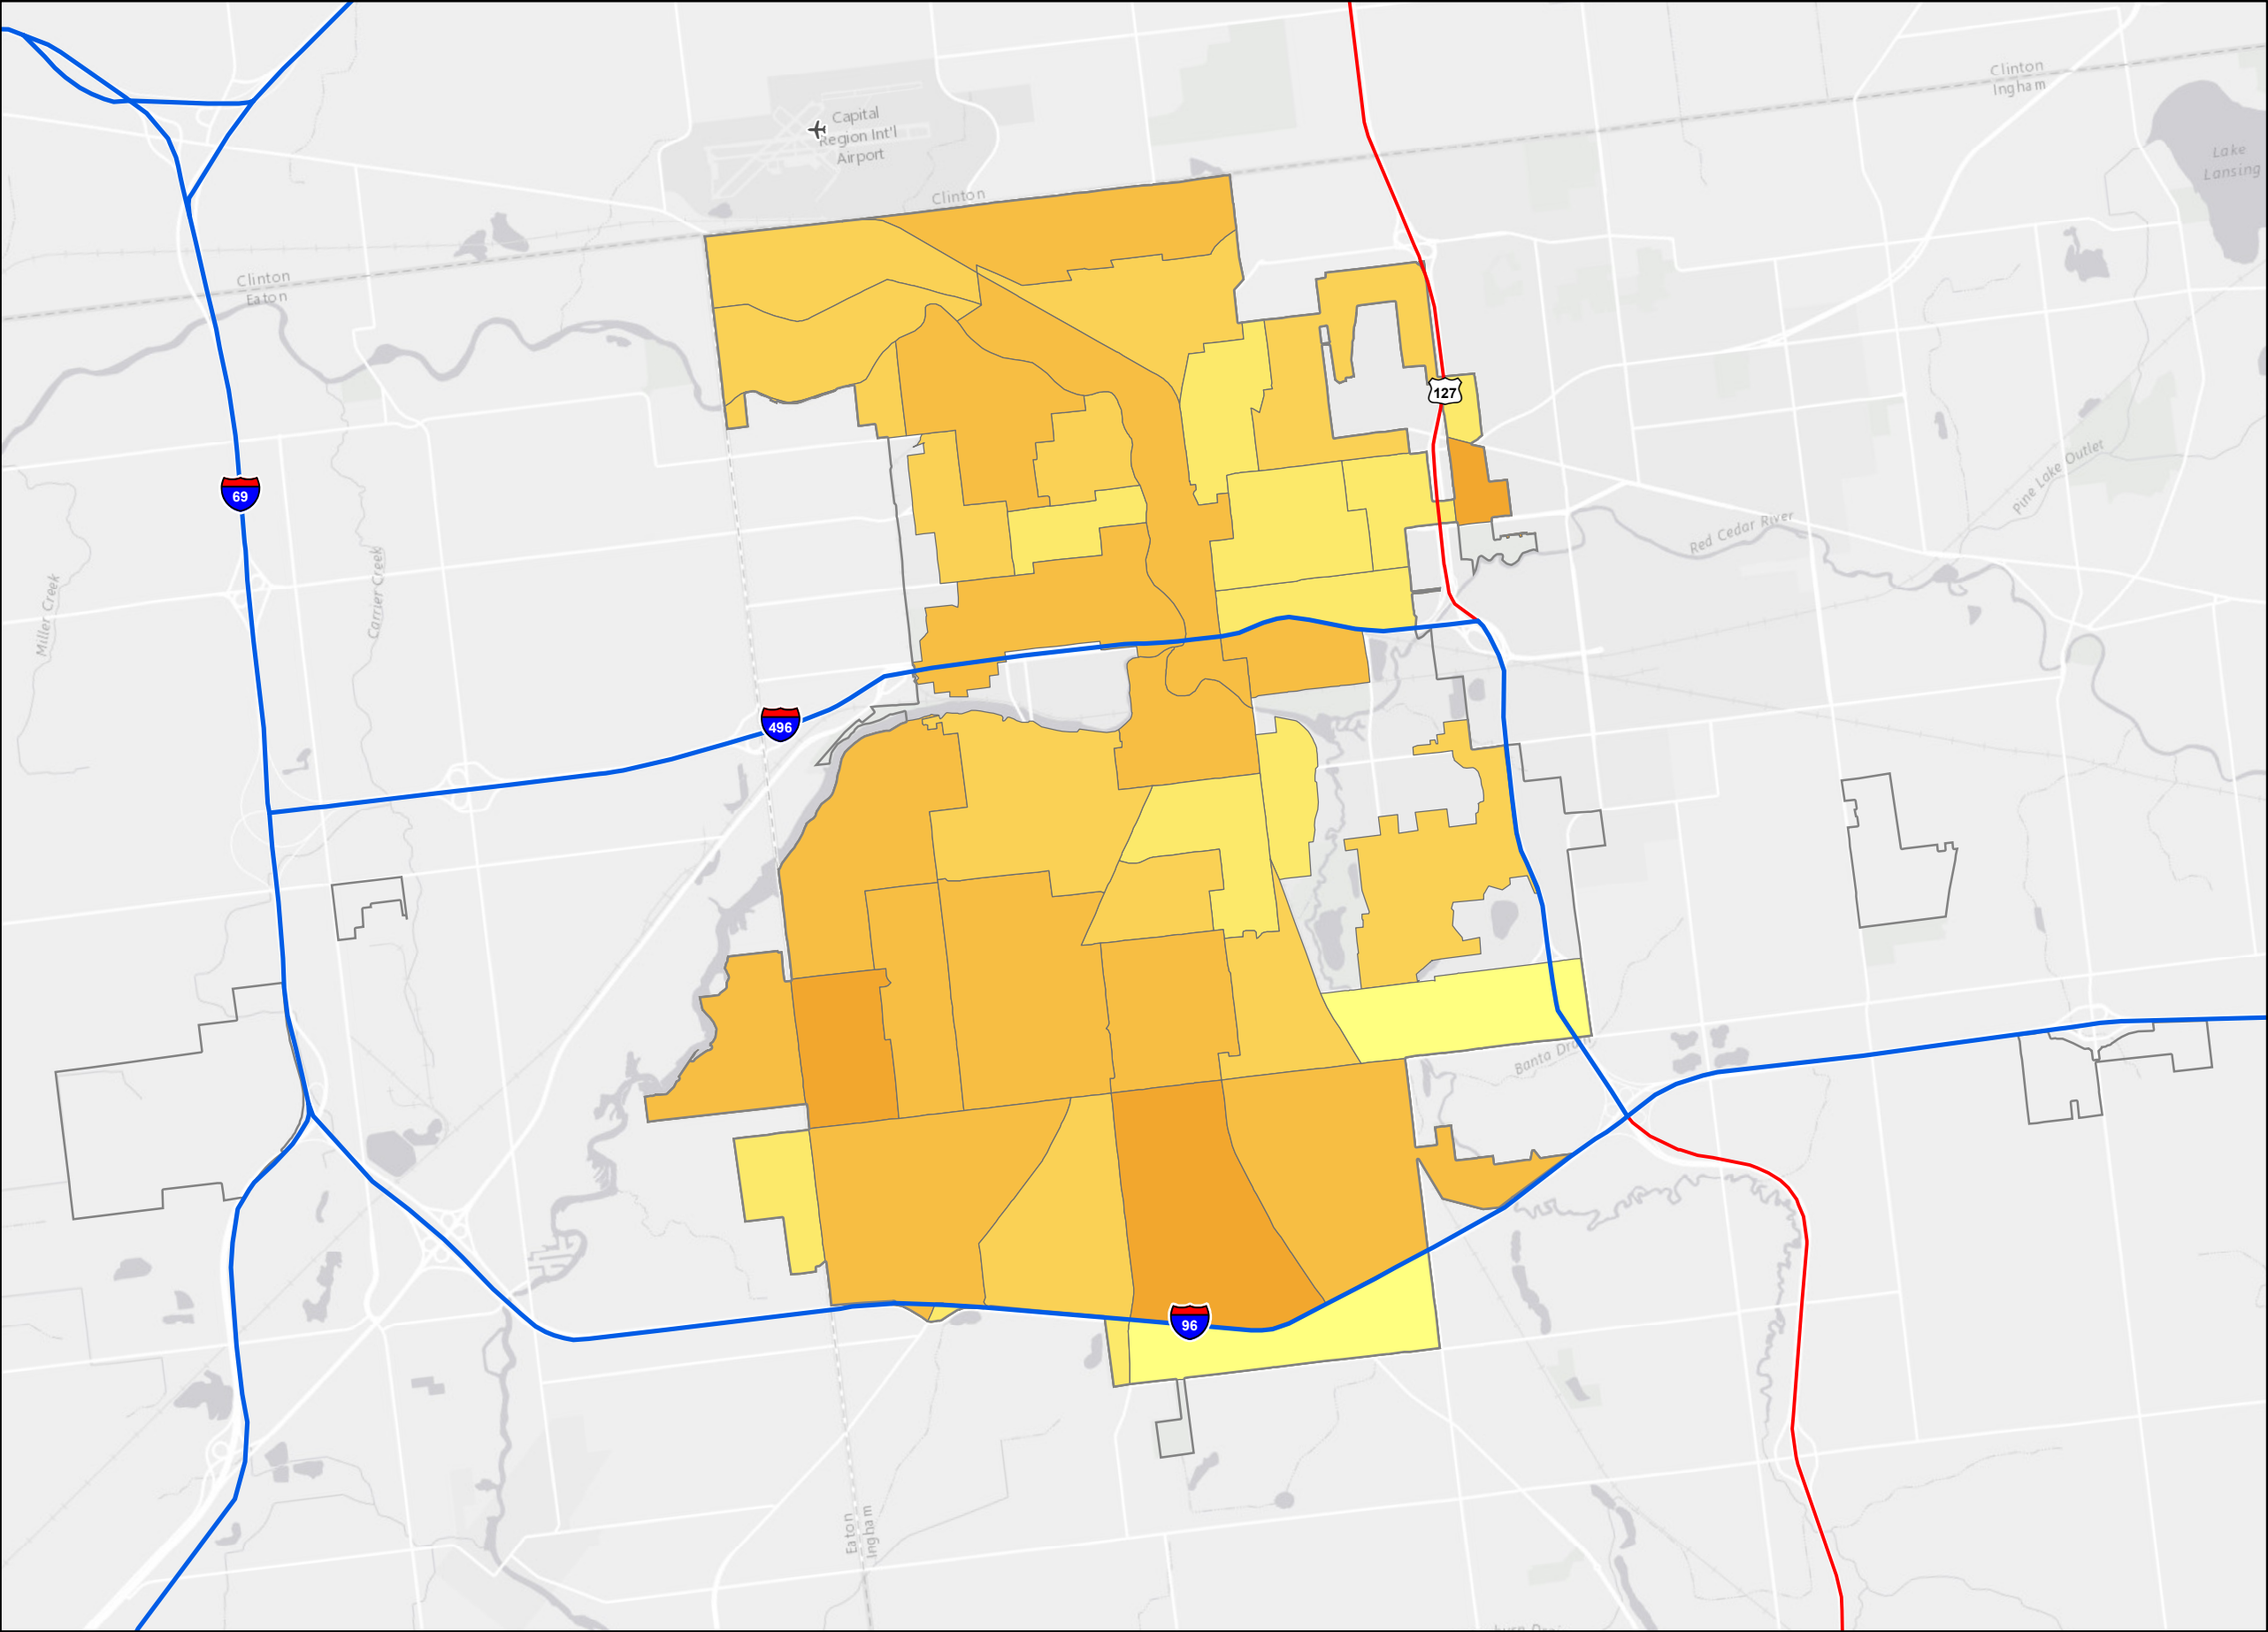 Clinton
Ingham
Capital
Region Int'l
Airport
Lake
Lansing
Clinton
Clinton
Eaton
127
Pine Lake Outlet
69
Red Cedar River
Miller Creek
Carrier Creek
496
Banta Drain
96
Eaton
Ingham